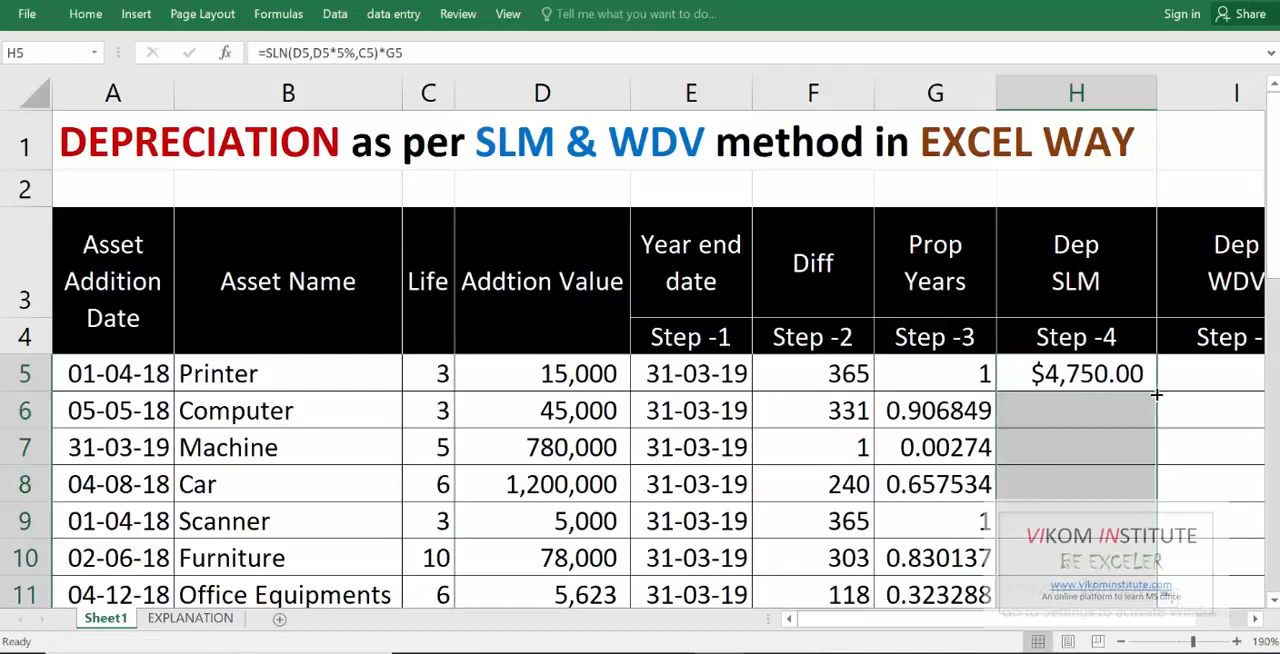 File Home Insert Page Layout Formulas Data data entry Review View Tell me what you want to do... Sign in Share
H5 fx =SLN(D5,D5*5%,C5)*G5
A B C D E F G H I
1 DEPRECIATION as per SLM & WDV method in EXCEL WAY
2
3 Asset Addition Date Asset Name Life Addtion Value Year end date Diff Prop Years Dep SLM Dep WDV
4 Step -1 Step -2 Step -3 Step -4 Step -
5 01-04-18 Printer 3 15,000 31-03-19 365 1 $4,750.00
6 05-05-18 Computer 3 45,000 31-03-19 331 0.906849
7 31-03-19 Machine 5 780,000 31-03-19 1 0.00274
8 04-08-18 Car 6 1,200,000 31-03-19 240 0.657534
9 01-04-18 Scanner 3 5,000 31-03-19 365 1
10 02-06-18 Furniture 10 78,000 31-03-19 303 0.830137
11 04-12-18 Office Equipments 6 5,623 31-03-19 118 0.323288
VIKOM INSTITUTE
BE EXCELER
www.vikominstitute.com
An online platform to learn MS office
Go to Settings to activate Windows
Sheet1 EXPLANATION
Ready 190%